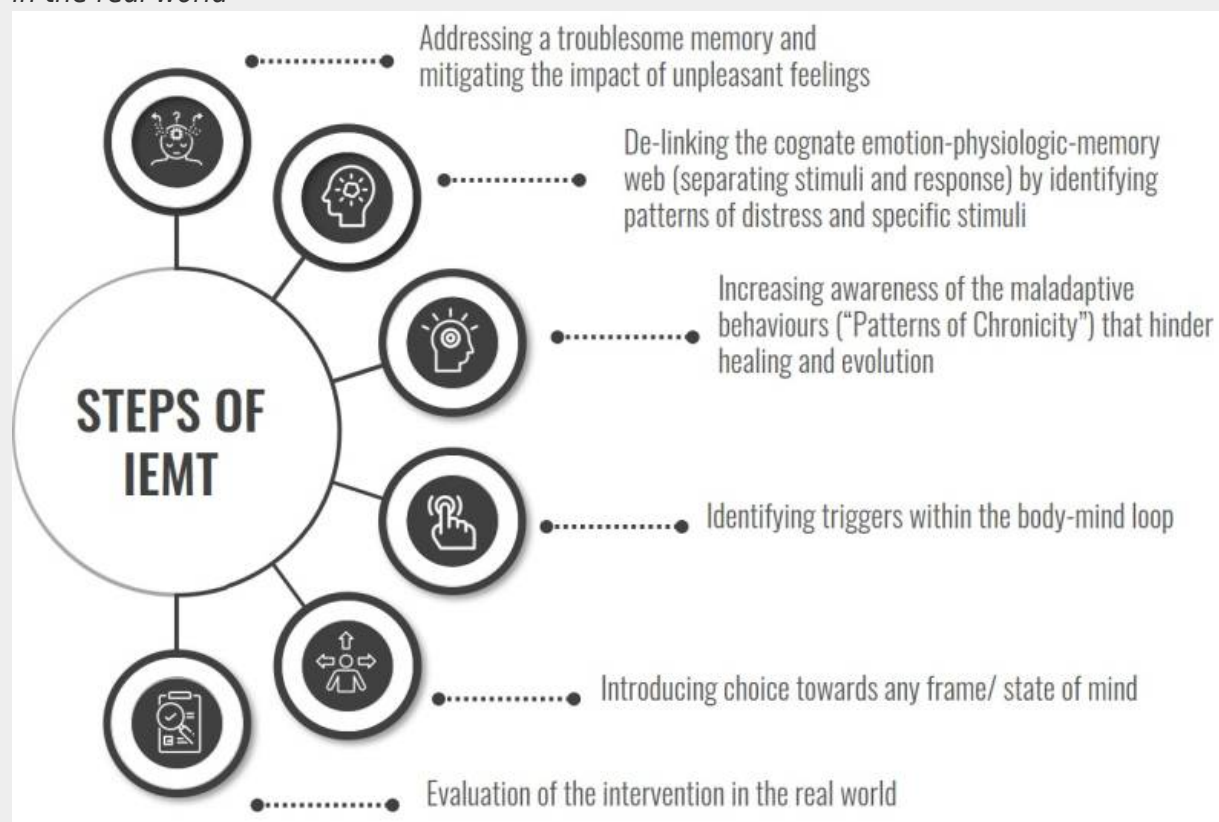 in the real world
Addressing a troublesome memory and
mitigating the impact of unpleasant feelings
De-linking the cognate emotion-physiologic-memory
web (separating stimuli and response) by identifying
patterns of distress and specific stimuli
Increasing awareness of the maladaptive
behaviours (“Patterns of Chronicity”) that hinder
healing and evolution
STEPS OF
IEMT
Identifying triggers within the body-mind loop
Introducing choice towards any frame/ state of mind
Evaluation of the intervention in the real world